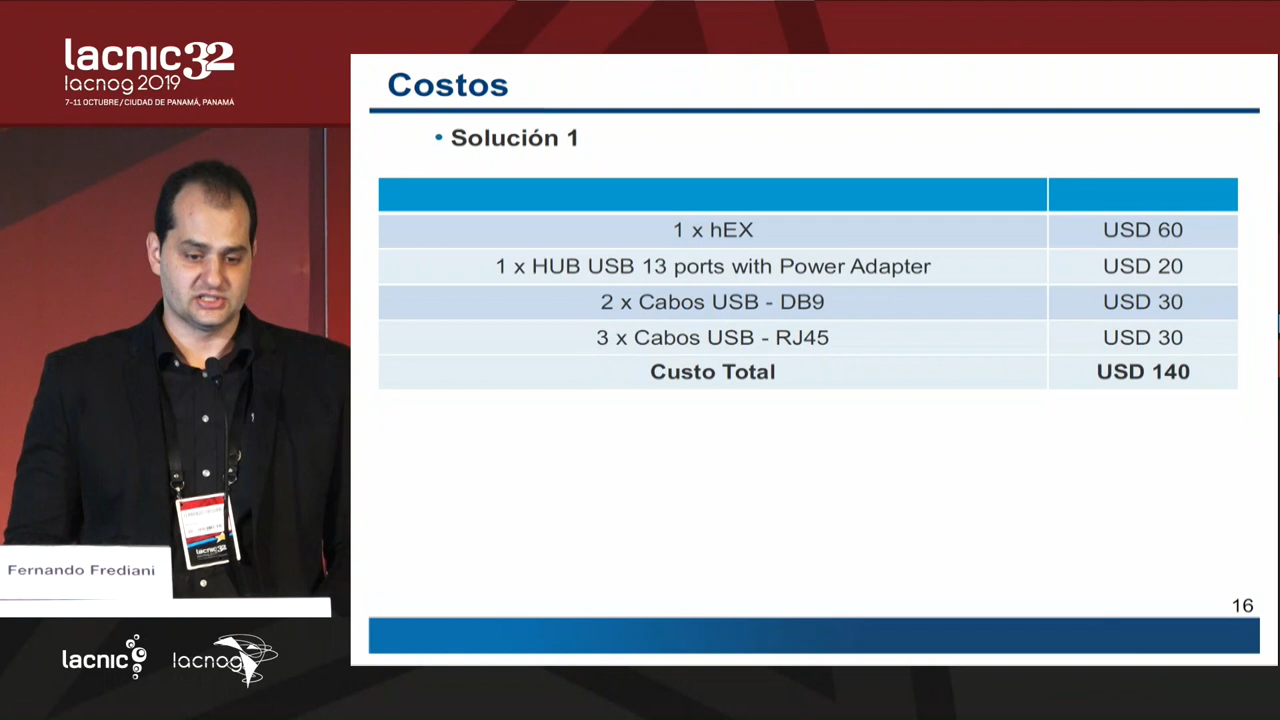 lacnic 32
lacnog 2019
7-11 OCTUBRE / CIUDAD DE PANAMÁ, PANAMÁ
Costos
• Solución 1
1 x hEX USD 60
1 x HUB USB 13 ports with Power Adapter USD 20
2 x Cabos USB - DB9 USD 30
3 x Cabos USB - RJ45 USD 30
Custo Total USD 140
16
lacnic32
Fernando Frediani
lacnic
lacnog